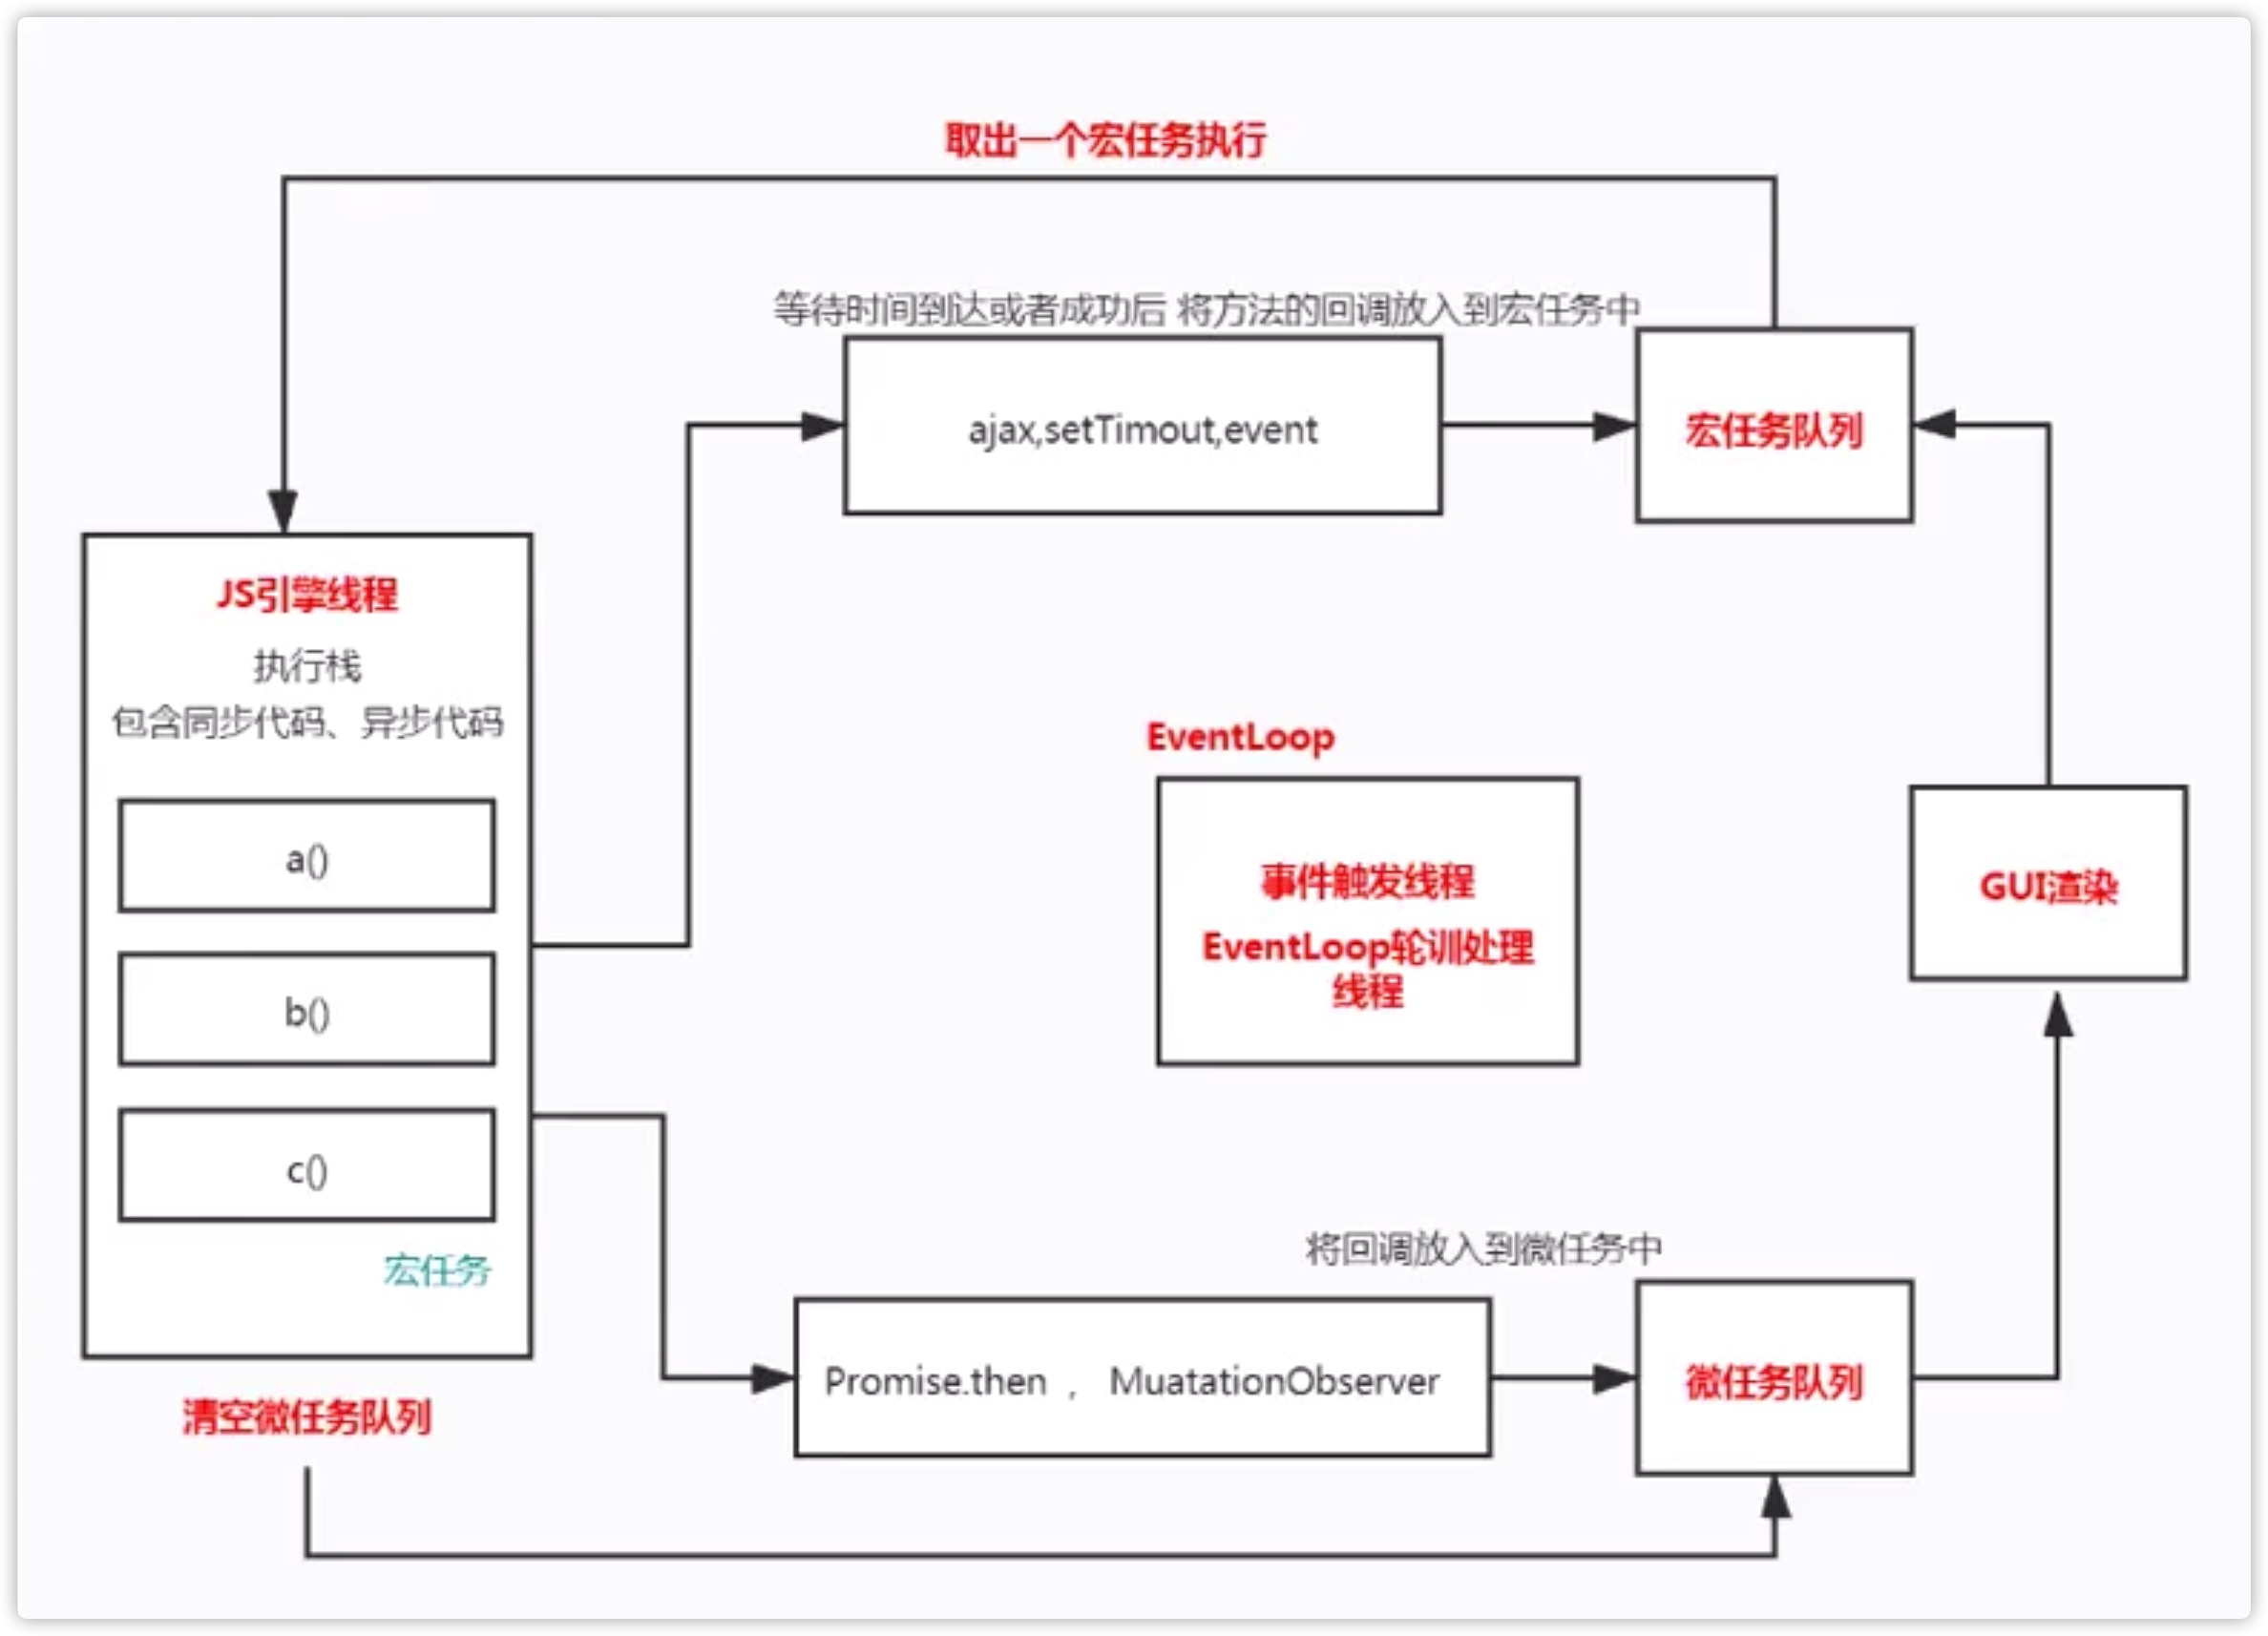 取出一个宏任务执行
等待时间到达或者成功后 将方法的回调放入到宏任务中
ajax,setTimout,event
宏任务队列
JS引擎线程
执行栈
包含同步代码、异步代码
a()
b()
c()
宏任务
EventLoop
事件触发线程
EventLoop轮训处理
线程
GUI渲染
将回调放入到微任务中
Promise.then , MuatationObserver
微任务队列
清空微任务队列